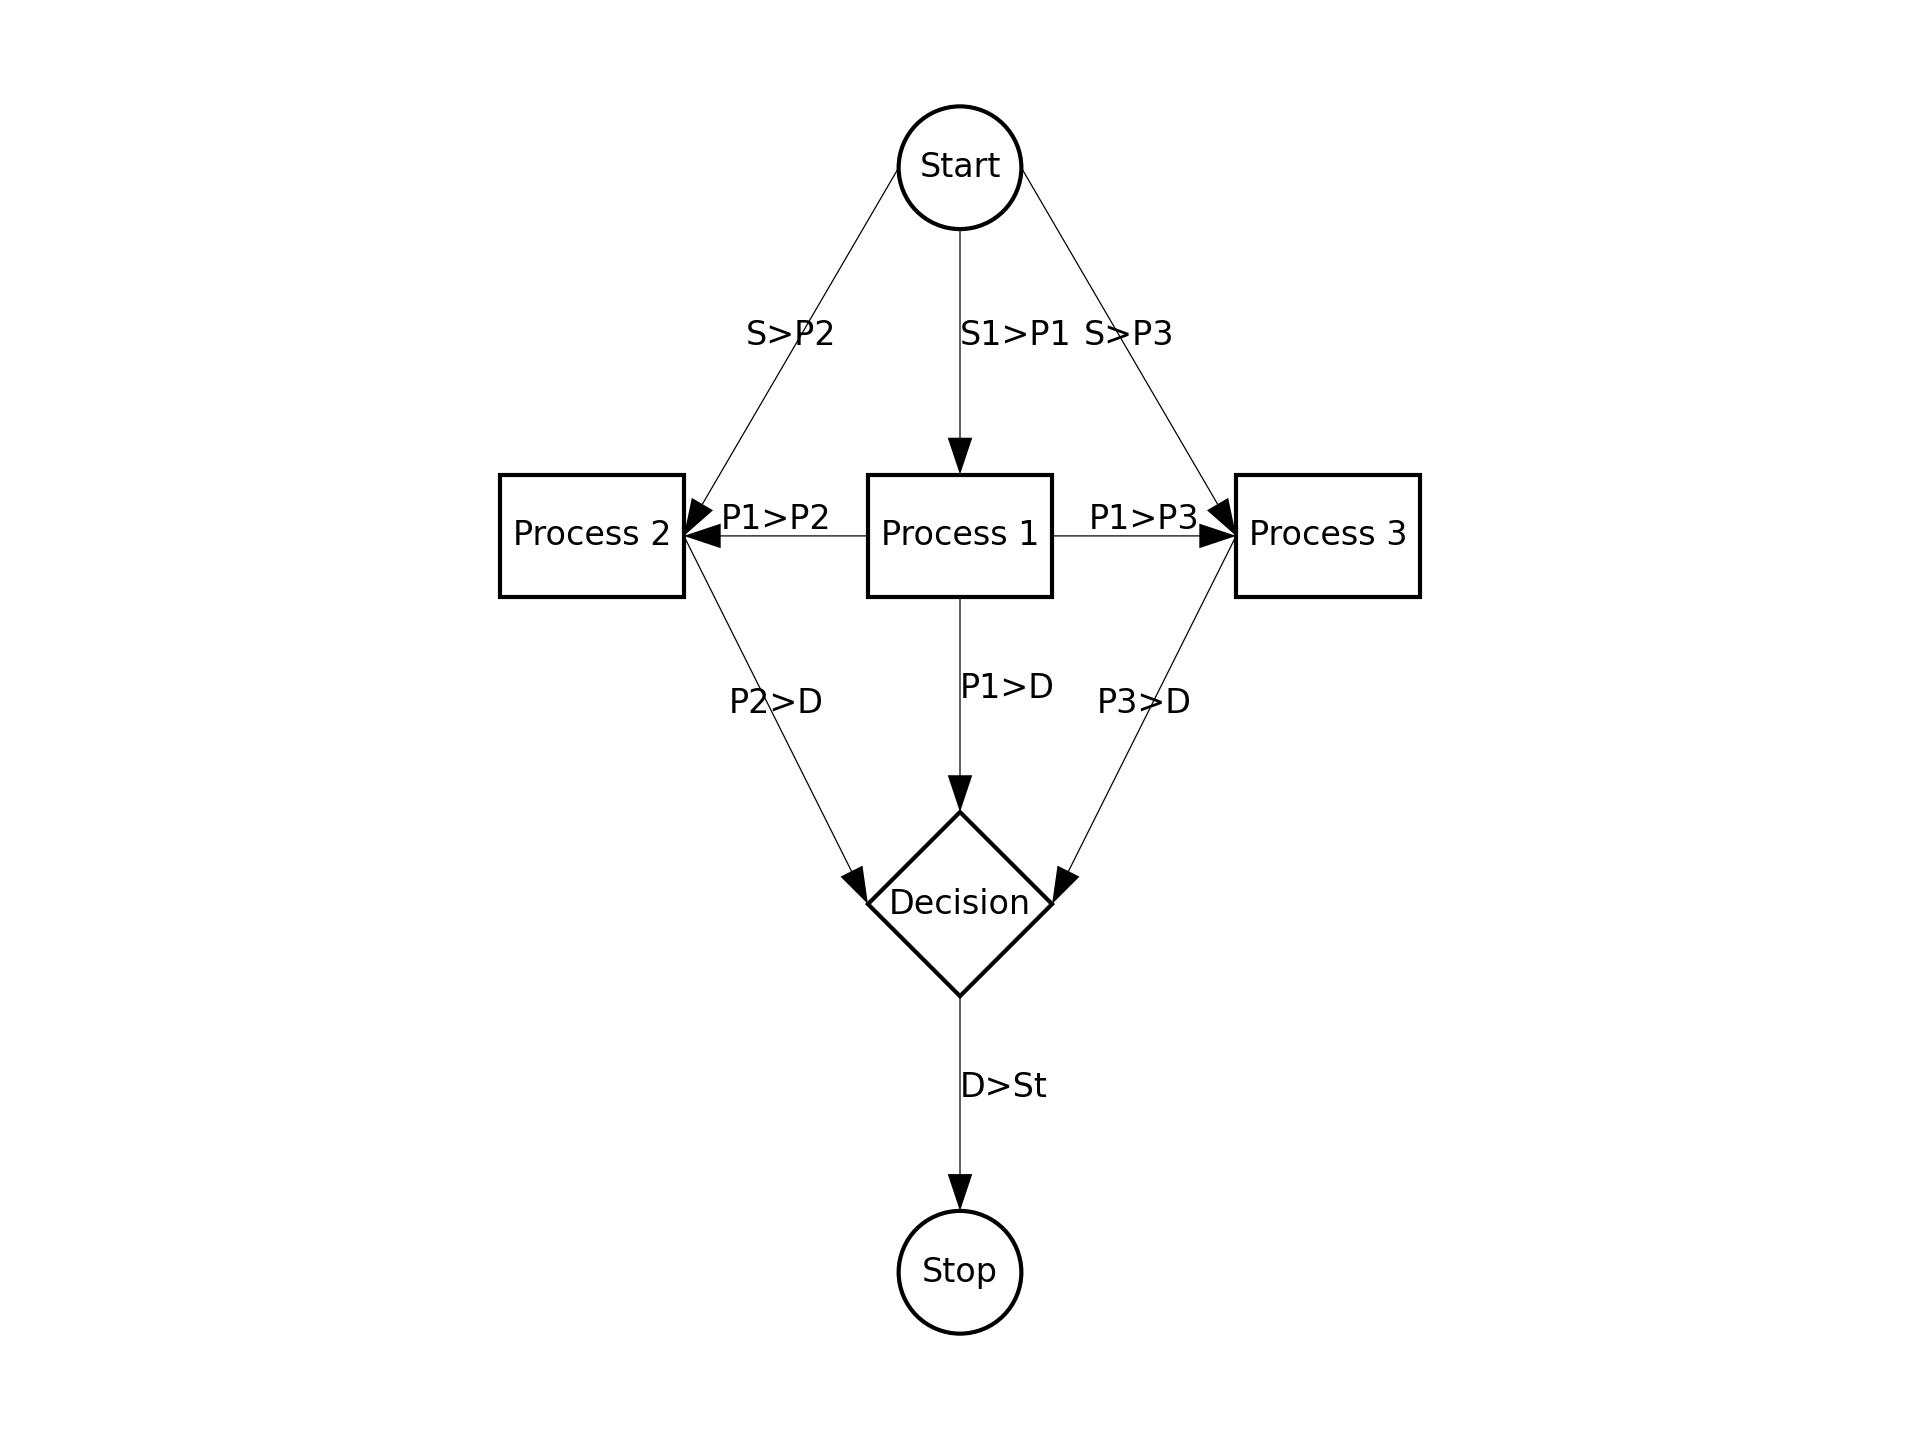 Start
S>P2
S1>P1
S>P3
P1>P2
P1>P3
Process 2
Process 1
Process 3
P2>D
P1>D
P3>D
Decision
D>St
Stop